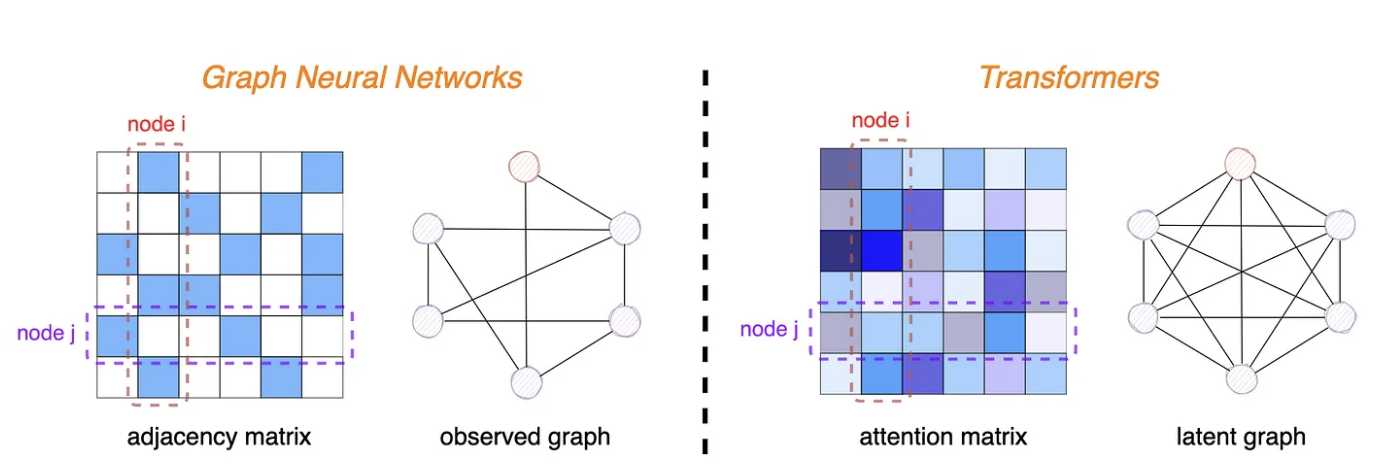 Graph Neural Networks
node i
node j
adjacency matrix
observed graph
Transformers
node i
node j
attention matrix
latent graph